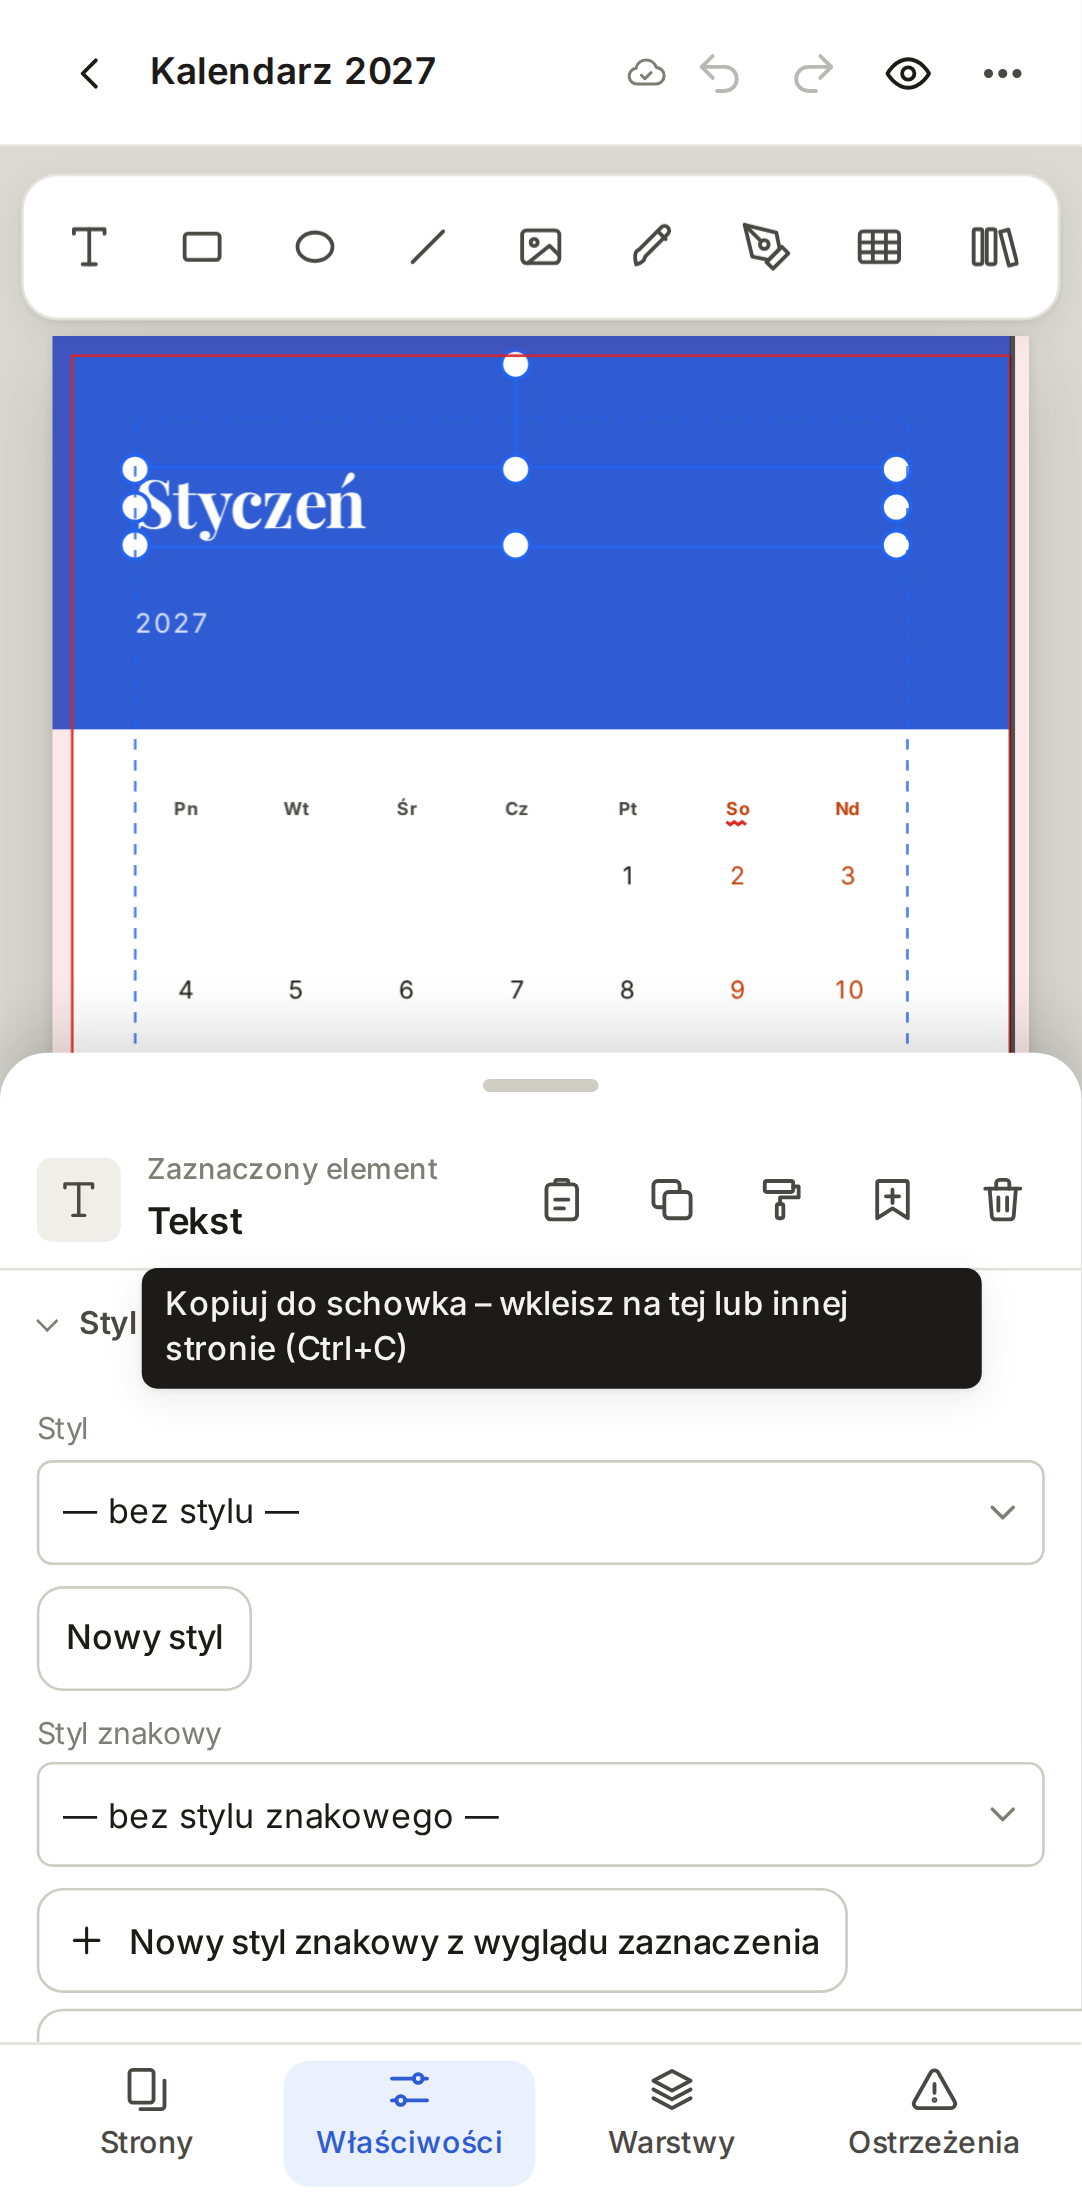 Kalendarz 2027
Styczeń
2027
Pn Wt Śr Cz Pt So Nd
1 2 3
4 5 6 7 8 9 10
Zaznaczony element
Tekst
Styl
Kopiuj do schowka – wkleisz na tej lub innej
stronie (Ctrl+C)
Styl
— bez stylu —
Nowy styl
Styl znakowy
— bez stylu znakowego —
Nowy styl znakowy z wyglądu zaznaczenia
Strony Właściwości Warstwy Ostrzeżenia